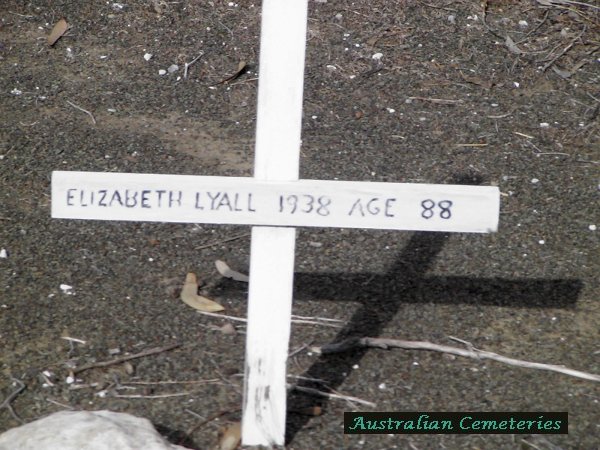 ELIZABETH LYALL 1938 AGE 88
Australian Cemeteries